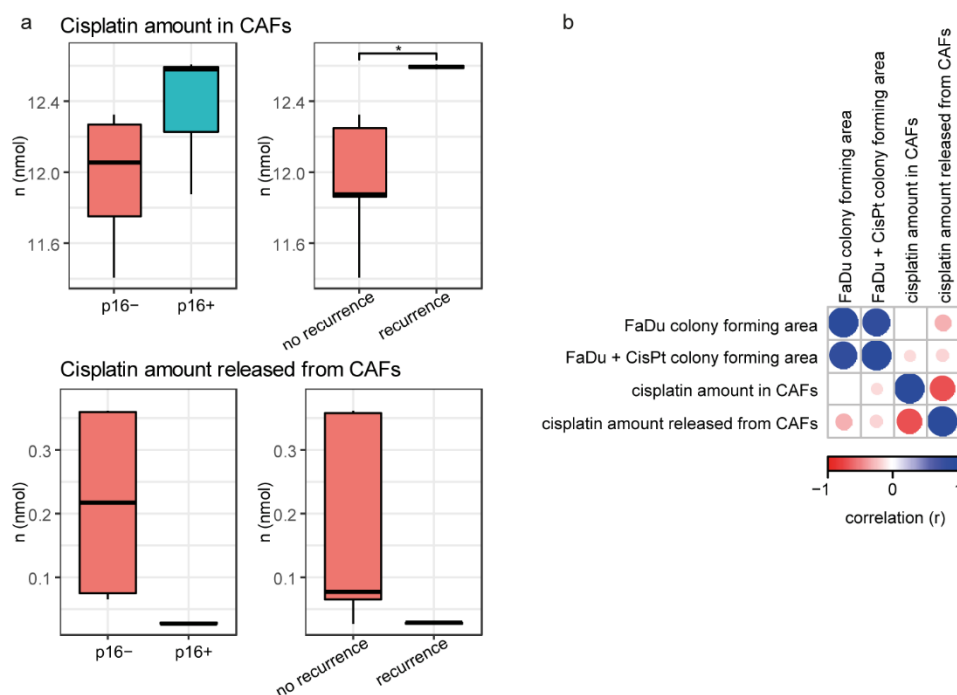 a
Cisplatin amount in CAFs
n (nmol)
12.4
12.0
11.6
p16−
p16+
n (nmol)
*
12.4
12.0
11.6
no recurrence
recurrence
Cisplatin amount released from CAFs
n (nmol)
0.3
0.2
0.1
p16−
p16+
n (nmol)
0.3
0.2
0.1
no recurrence
recurrence
b
FaDu colony forming area
FaDu + CisPt colony forming area
cisplatin amount in CAFs
cisplatin amount released from CAFs
FaDu colony forming area
FaDu + CisPt colony forming area
cisplatin amount in CAFs
cisplatin amount released from CAFs
−1 0 1
correlation (r)